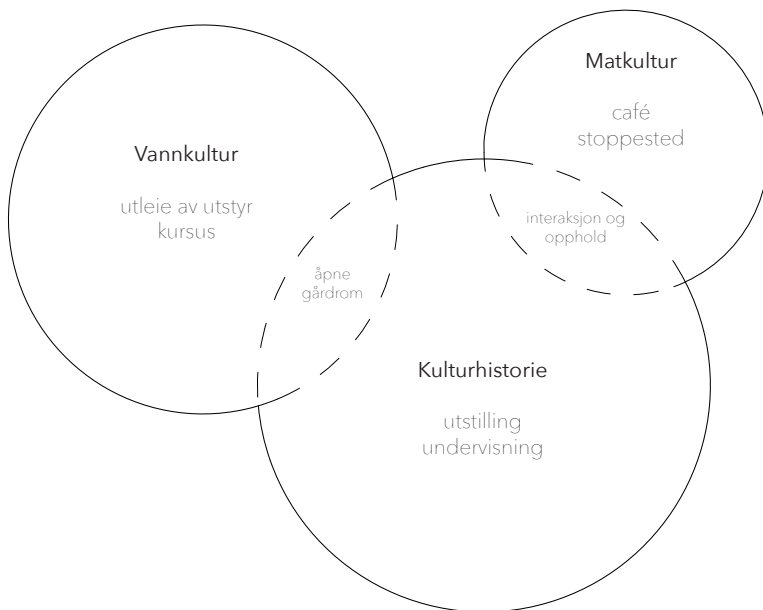 Matkultur
café
stoppested
Vannkultur
utleie av utstyr
kursus
interaksjon og
opphold
åpne
gårdrom
Kulturhistorie
utstilling
undervisning